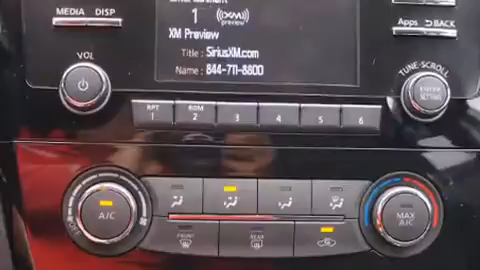 MEDIA DISP
1 ((XM)) preview
XM Preview
Title : SiriusXM.com
Name : 844-711-8800
Apps BACK
VOL
TUNE-SCROLL
ENTER
SETTING
RPT RDM
1 2 3 4 5 6
A/C
MAX
A/C
FRONT REAR